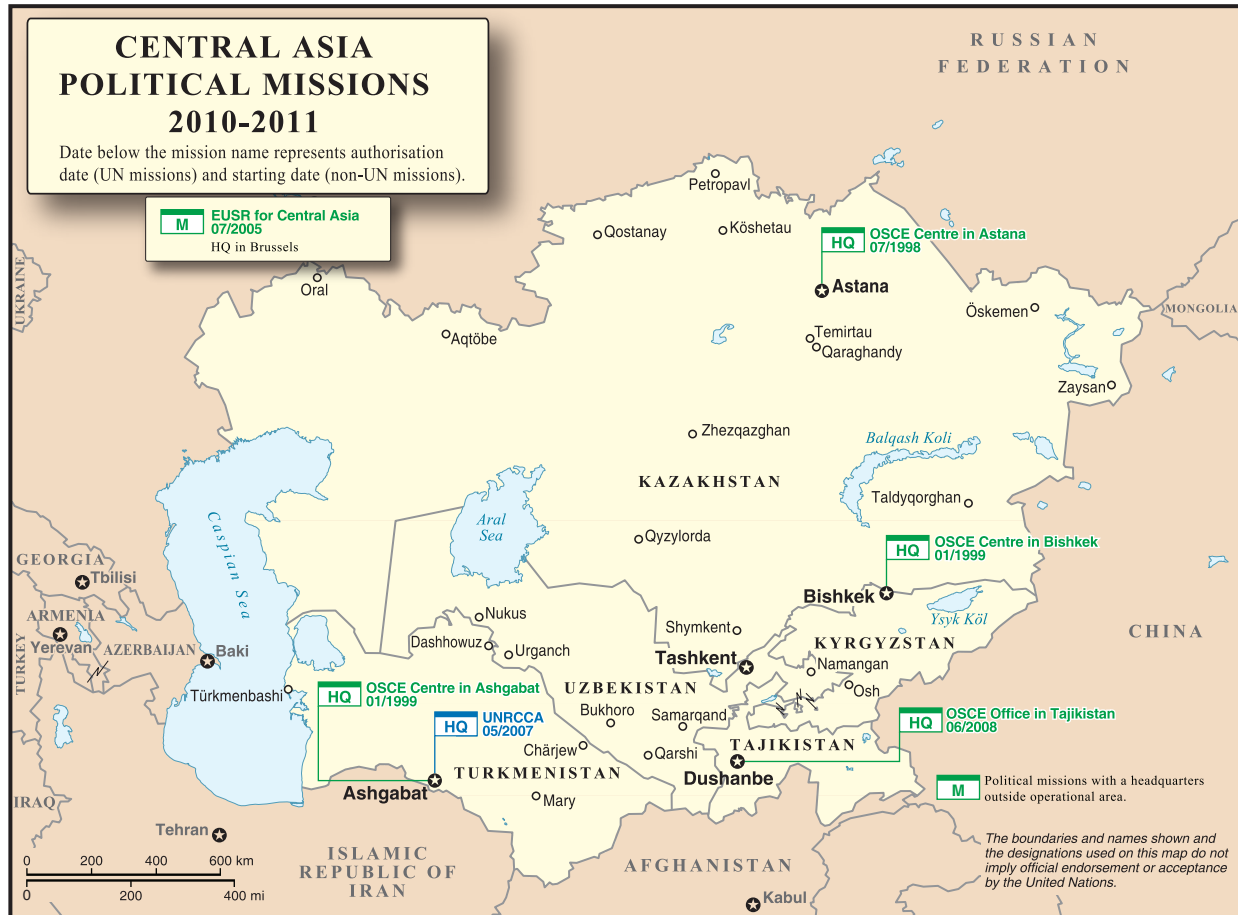 CENTRAL ASIA
POLITICAL MISSIONS
2010-2011
Date below the mission name represents authorisation
date (UN missions) and starting date (non-UN missions).
M
EUSR for Central Asia
07/2005
HQ in Brussels
RUSSIAN
FEDERATION
Petropavl
Qostanay
Köshetau
HQ
OSCE Centre in Astana
07/1998
UKRAINE
Oral
Astana
Öskemen
MONGOLIA
Aqtöbe
Temirtau
Qaraghandy
Zaysan
Zhezqazghan
Balqash Koli
KAZAKHSTAN
Taldyqorghan
Caspian Sea
Aral
Sea
Qyzylorda
HQ
OSCE Centre in Bishkek
01/1999
GEORGIA
Tbilisi
Bishkek
Ysyk Köl
ARMENIA
Yerevan
TURKEY
AZERBAIJAN
Baki
Nukus
Dashhowuz
Urganch
Shymkent
KYRGYZSTAN
CHINA
Tashkent
Namangan
Osh
Türkmenbashi
HQ
OSCE Centre in Ashgabat
01/1999
UZBEKISTAN
Bukhoro
Samarqand
HQ
UNRCCA
05/2007
HQ
OSCE Office in Tajikistan
06/2008
Chärjew
Qarshi
TAJIKISTAN
Dushanbe
TURKMENISTAN
Ashgabat
Mary
M
Political missions with a headquarters
outside operational area.
IRAQ
Tehran
ISLAMIC
REPUBLIC OF
IRAN
AFGHANISTAN
Kabul
0 200 400 600 km
0 200 400 mi
The boundaries and names shown and
the designations used on this map do not
imply official endorsement or acceptance
by the United Nations.